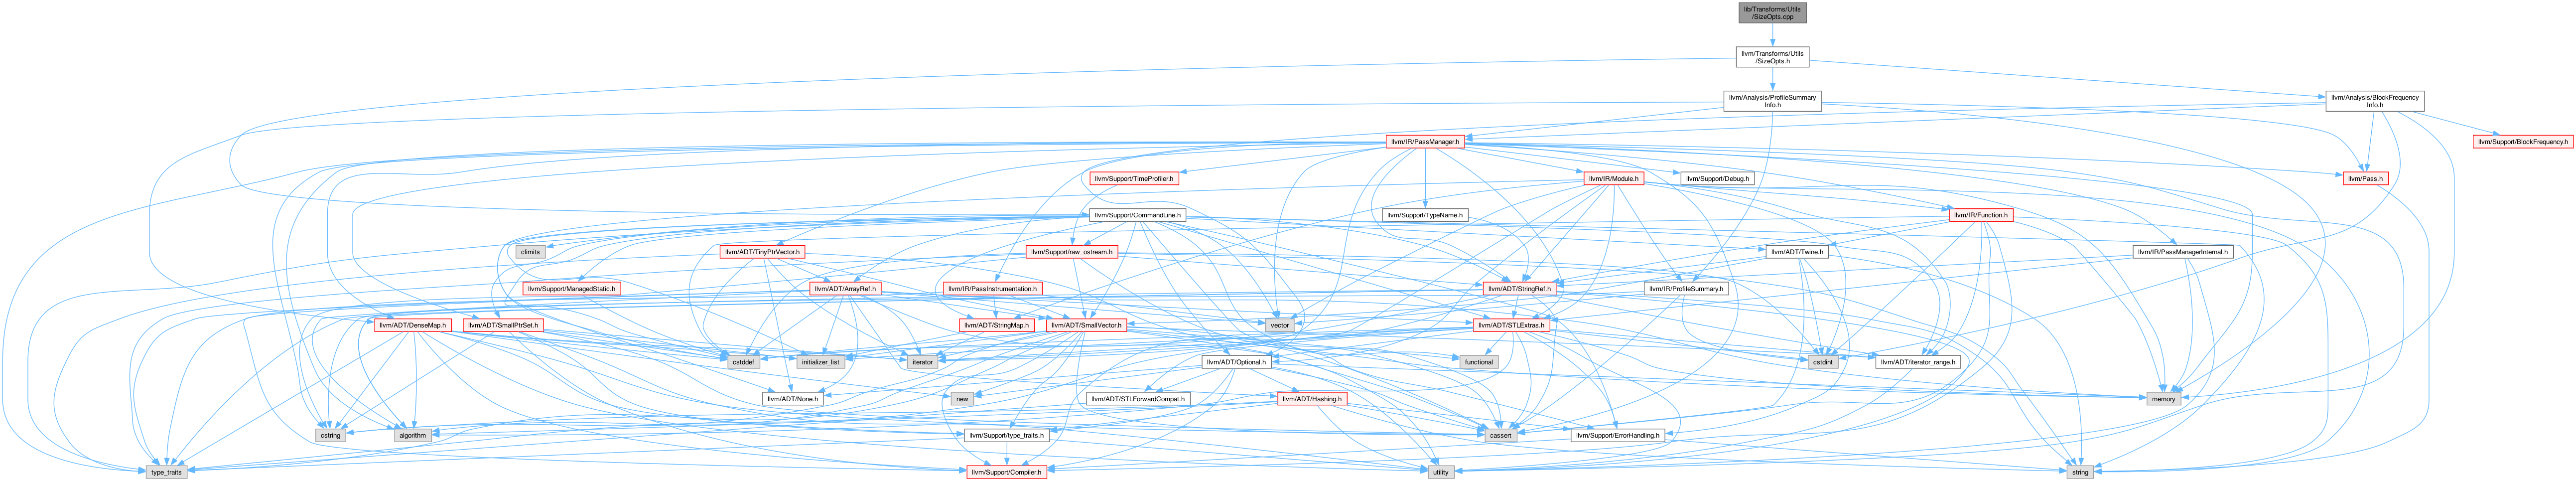 lib/Transforms/Utils
/SizeOpts.cpp
llvm/Transforms/Utils
/SizeOpts.h
llvm/Analysis/ProfileSummary
Info.h
llvm/Analysis/BlockFrequency
Info.h
llvm/IR/PassManager.h
llvm/Support/BlockFrequency.h
llvm/Support/TimeProfiler.h
llvm/IR/Module.h
llvm/Support/Debug.h
llvm/Pass.h
llvm/Support/CommandLine.h
llvm/Support/TypeName.h
llvm/IR/Function.h
climits
llvm/ADT/TinyPtrVector.h
llvm/Support/raw_ostream.h
llvm/ADT/Twine.h
llvm/IR/PassManagerInternal.h
llvm/Support/ManagedStatic.h
llvm/ADT/ArrayRef.h
llvm/IR/PassInstrumentation.h
llvm/ADT/StringRef.h
llvm/IR/ProfileSummary.h
llvm/ADT/DenseMap.h
llvm/ADT/SmallPtrSet.h
llvm/ADT/StringMap.h
llvm/ADT/SmallVector.h
vector
llvm/ADT/STLExtras.h
cstddef
initializer_list
iterator
llvm/ADT/Optional.h
functional
cstdint
llvm/ADT/iterator_range.h
llvm/ADT/None.h
new
llvm/ADT/STLForwardCompat.h
llvm/ADT/Hashing.h
memory
cstring
algorithm
llvm/Support/type_traits.h
cassert
llvm/Support/ErrorHandling.h
type_traits
llvm/Support/Compiler.h
utility
string